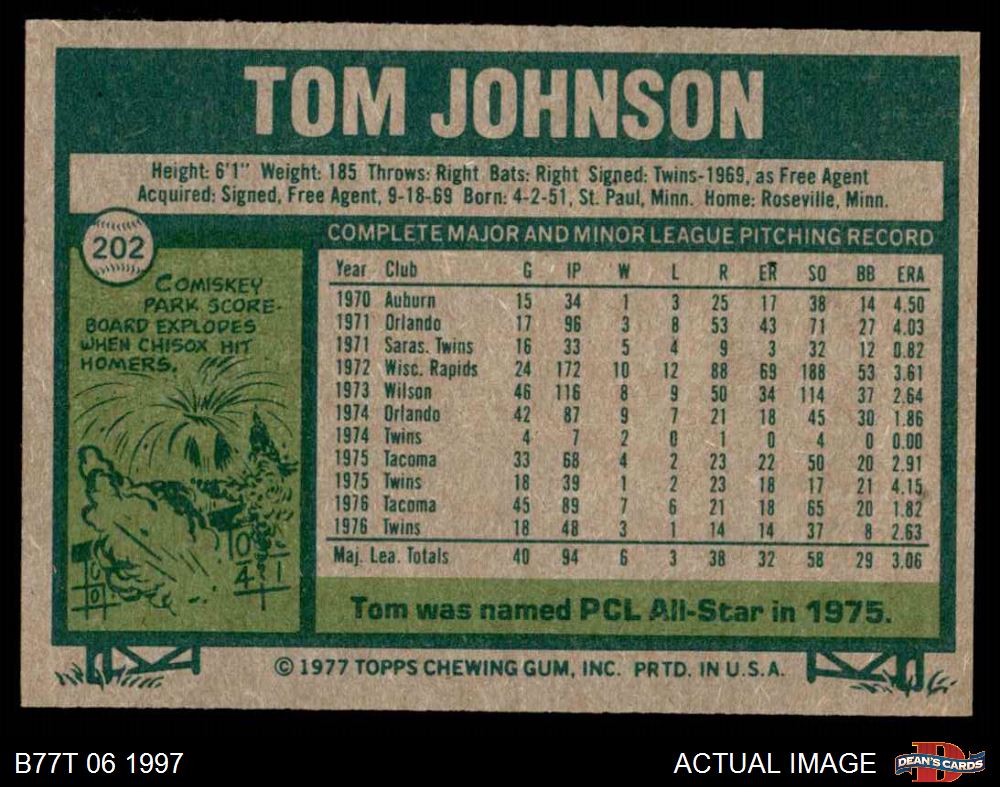 TOM JOHNSON
Height: 6'1" Weight: 185 Throws: Right Bats: Right Signed: Twins-1969, as Free Agent
Acquired: Signed, Free Agent, 9-18-69 Born: 4-2-51, St. Paul, Minn. Home: Roseville, Minn.
202
COMISKEY
PARK SCORE-
BOARD EXPLODES
WHEN CHISOX HIT
HOMERS.
COMPLETE MAJOR AND MINOR LEAGUE PITCHING RECORD
Year Club G IP W L R ER SO BB ERA
1970 Auburn 15 34 1 3 25 17 38 14 4.50
1971 Orlando 17 96 3 8 53 43 71 27 4.03
1971 Saras. Twins 16 33 5 4 9 3 32 12 0.82
1972 Wisc. Rapids 24 172 10 12 88 69 188 53 3.61
1973 Wilson 46 116 8 9 50 34 114 37 2.64
1974 Orlando 42 87 9 7 21 18 45 30 1.86
1974 Twins 4 7 2 0 1 0 4 0 0.00
1975 Tacoma 33 68 4 2 23 22 50 20 2.91
1975 Twins 18 39 1 2 23 18 17 21 4.15
1976 Tacoma 45 89 7 6 21 18 65 20 1.82
1976 Twins 18 48 3 1 14 14 37 8 2.63
Maj. Lea. Totals 40 94 6 3 38 32 58 29 3.06
Tom was named PCL All-Star in 1975.
© 1977 TOPPS CHEWING GUM, INC. PRTD. IN U.S.A.
B77T 06 1997
ACTUAL IMAGE
DEAN'S CARDS